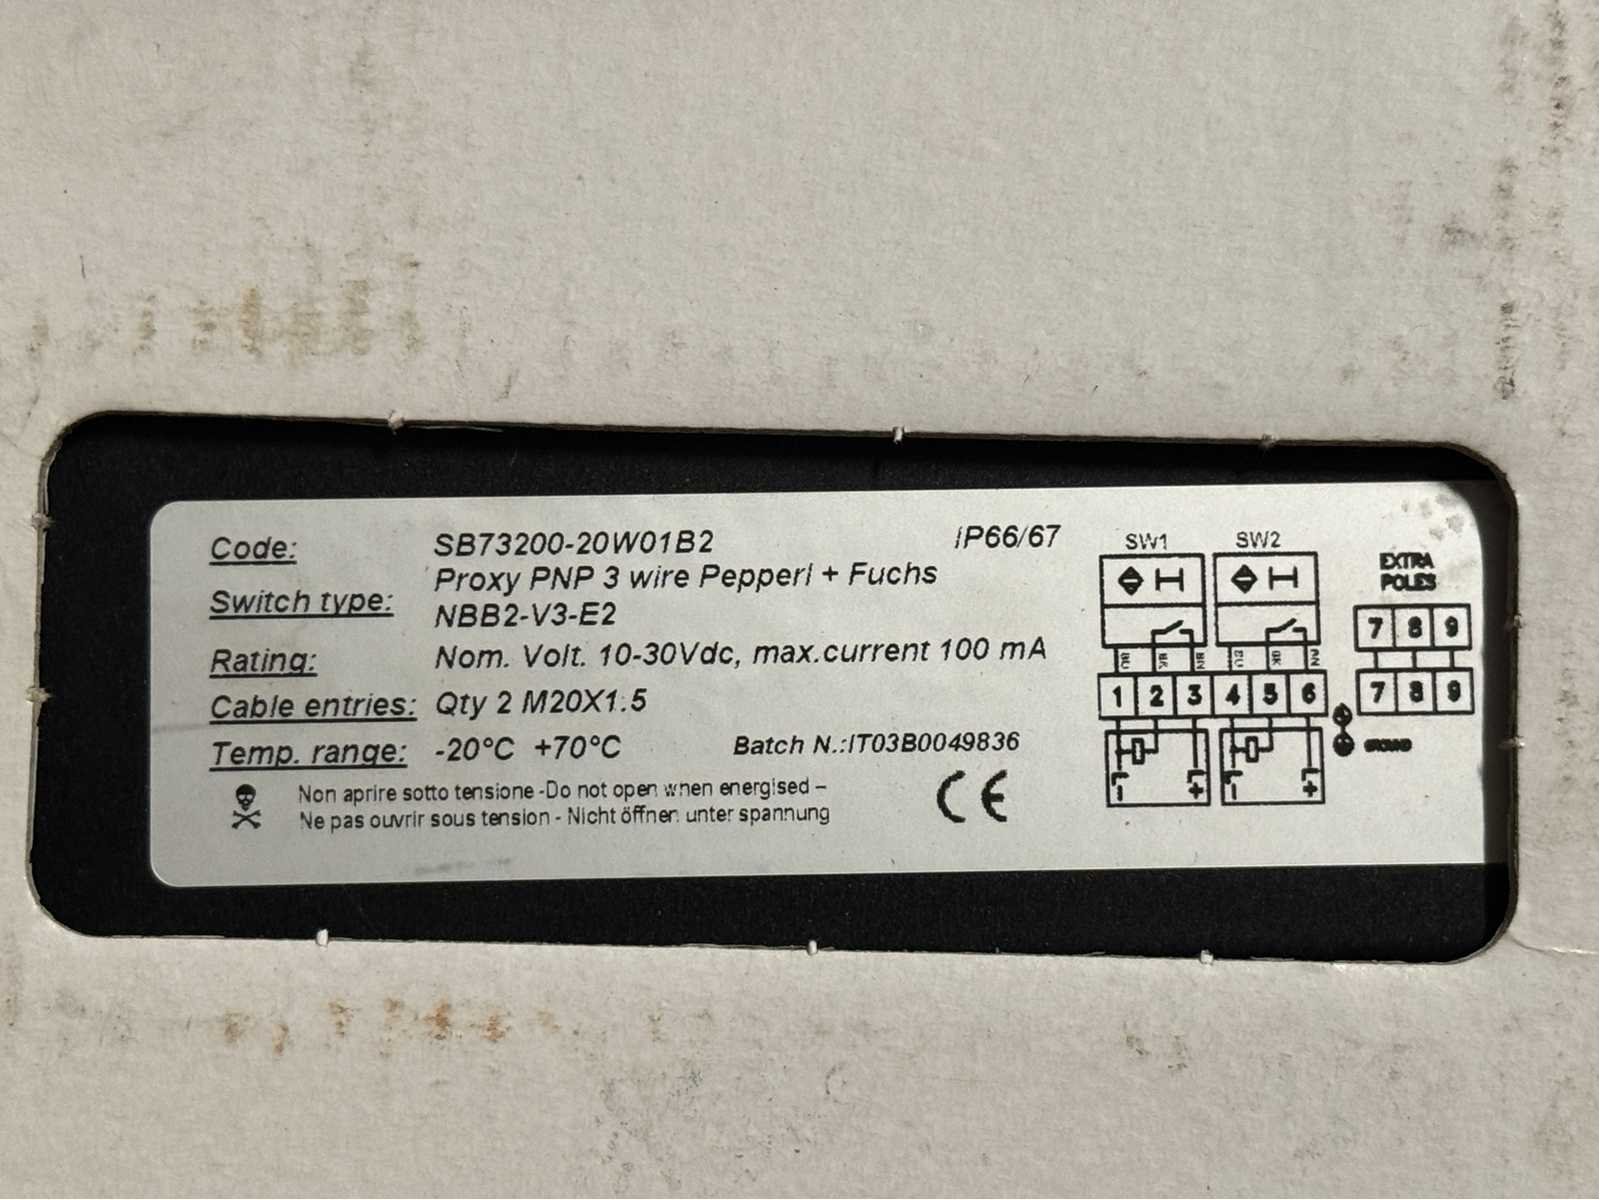 Code: SB73200-20W01B2 IP66/67
Switch type: Proxy PNP 3 wire Pepperl + Fuchs
NBB2-V3-E2
Rating: Nom. Volt. 10-30Vdc, max.current 100 mA
Cable entries: Qty 2 M20X1.5
Temp. range: -20°C +70°C Batch N.:IT03B0049836
Non aprire sotto tensione -Do not open when energised –
Ne pas ouvrir sous tension - Nicht öffnen unter spannung
CE
SW1 SW2
BU BK BN BU BK BN
1 2 3 4 5 6
- + - +
EXTRA
POLES
7 8 9
7 8 9
GROUND